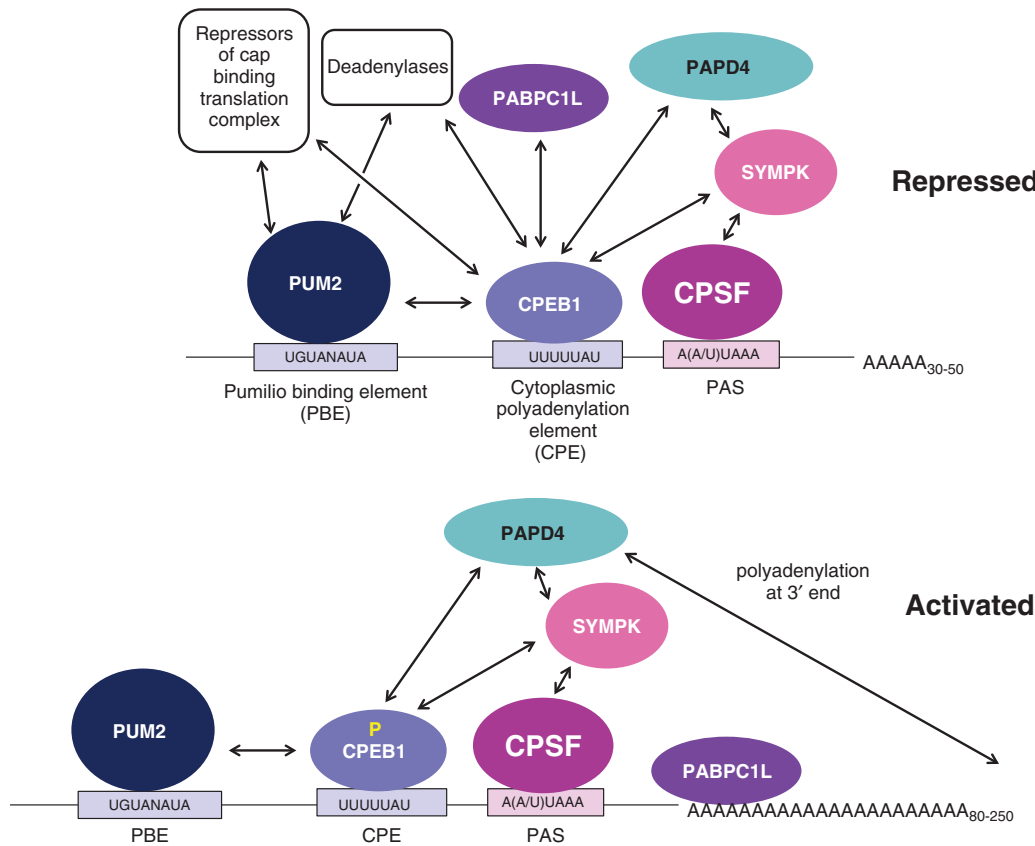 Repressors
of cap
binding
translation
complex
Deadenylases
PABPC1L
PAPD4
SYMPK
Repressed
PUM2
CPEB1
CPSF
UGUANAUA
UUUUUAU
A(A/U)UAAA
AAAAA30-50
Pumilio binding element
(PBE)
Cytoplasmic
polyadenylation
element
(CPE)
PAS
PAPD4
polyadenylation
at 3′ end
Activated
SYMPK
PUM2
P
CPEB1
CPSF
PABPC1L
UGUANAUA
UUUUUAU
A(A/U)UAAA
AAAAAAAAAAAAAAAAAAAAAA80-250
PBE
CPE
PAS